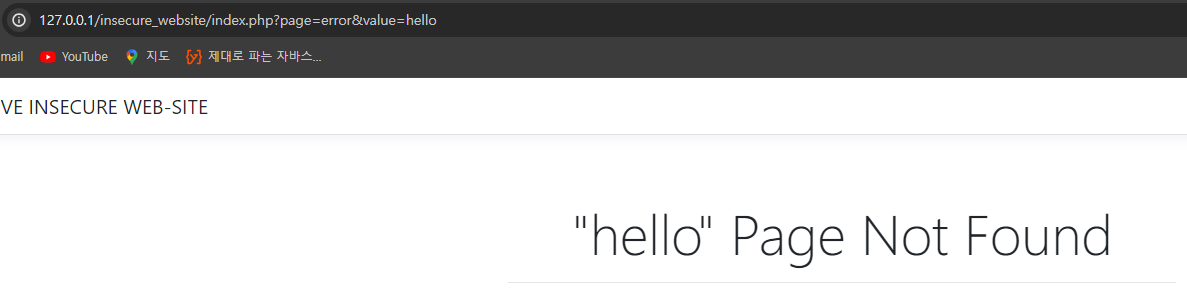 127.0.0.1/insecure_website/index.php?page=error&value=hello
mail YouTube 지도 {y} 제대로 파는 자바스...
VE INSECURE WEB-SITE
"hello" Page Not Found